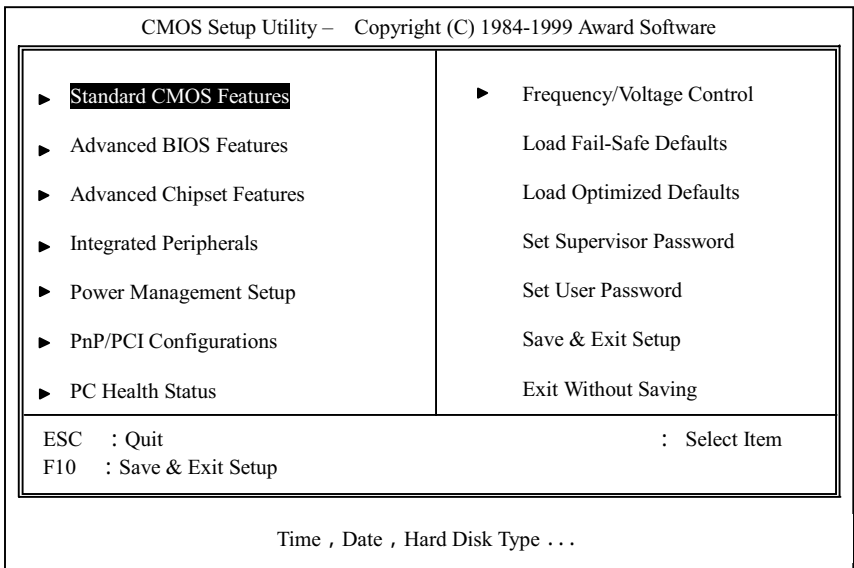 CMOS Setup Utility – Copyright (C) 1984-1999 Award Software
Standard CMOS Features
Advanced BIOS Features
Advanced Chipset Features
Integrated Peripherals
Power Management Setup
PnP/PCI Configurations
PC Health Status
Frequency/Voltage Control
Load Fail-Safe Defaults
Load Optimized Defaults
Set Supervisor Password
Set User Password
Save & Exit Setup
Exit Without Saving
ESC : Quit : Select Item
F10 : Save & Exit Setup
Time , Date , Hard Disk Type ...